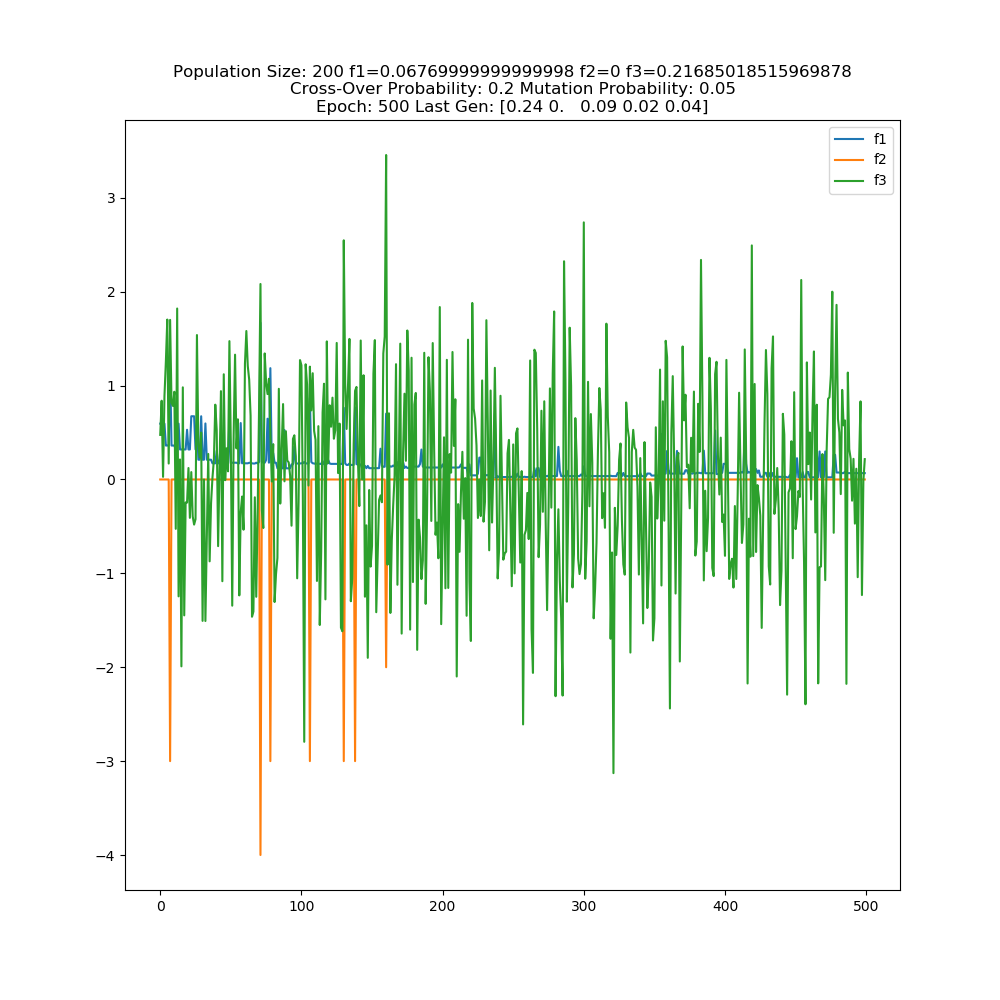 Population Size: 200 f1=0.06769999999999998 f2=0 f3=0.21685018515969878
Cross-Over Probability: 0.2 Mutation Probability: 0.05
Epoch: 500 Last Gen: [0.24 0.   0.09 0.02 0.04]
f1
f2
f3
3
2
1
0
−1
−2
−3
−4
0 100 200 300 400 500